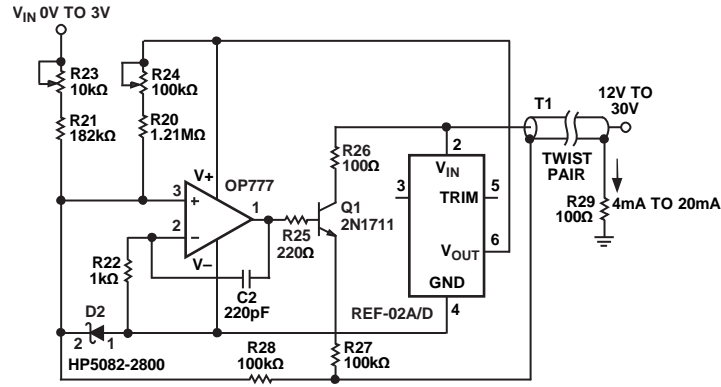 VIN 0V TO 3V
R23
10kΩ
R24
100kΩ
R21
182kΩ
R20
1.21MΩ
T1
12V TO
30V
TWIST
PAIR
R29
100Ω
4mA TO 20mA
R26
100Ω
2
VIN
3
TRIM
5
VOUT
6
GND
4
REF-02A/D
V+
OP777
3
+
2
–
1
V–
R25
220Ω
Q1
2N1711
R22
1kΩ
C2
220pF
D2
2
1
HP5082-2800
R28
100kΩ
R27
100kΩ